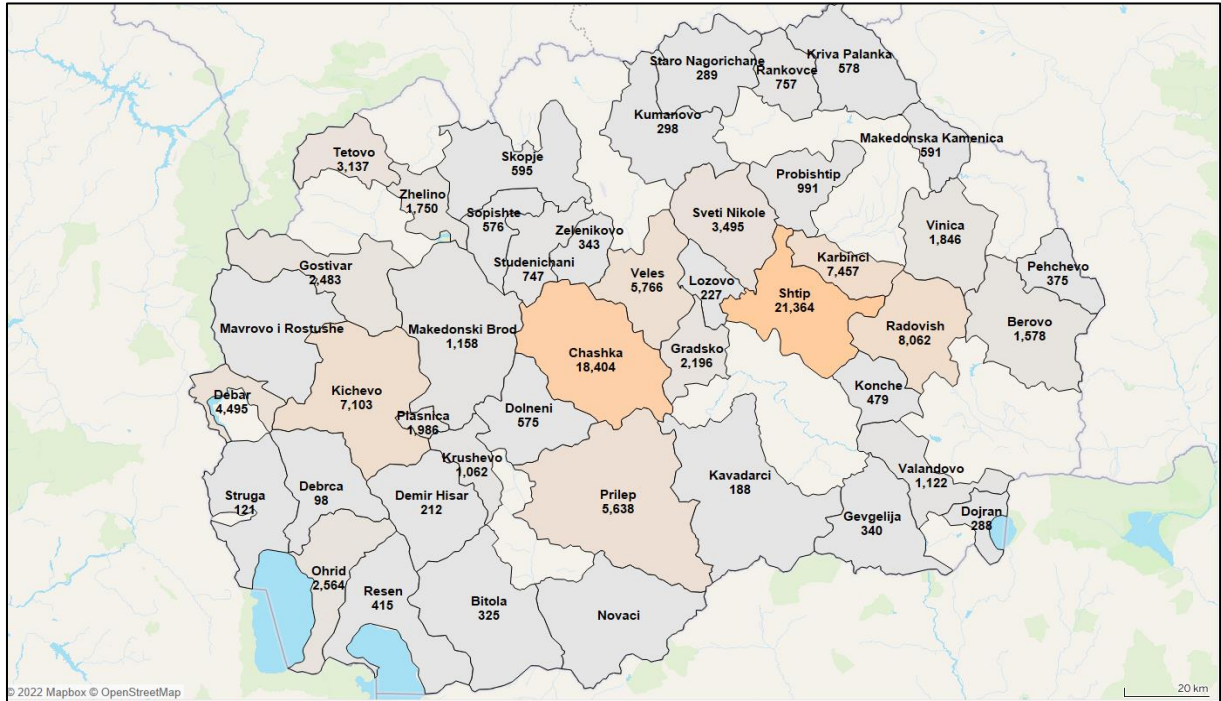 Kriva Palanka
578
Staro Nagorichane
289
Rankovce
757
Kumanovo
298
Makedonska Kamenica
591
Tetovo
3,137
Skopje
595
Probishtip
991
Zhelino
1,750
Sopishte
576
Zelenikovo
343
Sveti Nikole
3,495
Vinica
1,846
Gostivar
2,483
Studenichani
747
Veles
5,766
Lozovo
227
Karbinci
7,457
Pehchevo
375
Shtip
21,364
Mavrovo i Rostushe
Makedonski Brod
1,158
Chashka
18,404
Gradsko
2,196
Radovish
8,062
Berovo
1,578
Debar
4,495
Kichevo
7,103
Plasnica
1,986
Dolneni
575
Konche
479
Krushevo
1,062
Struga
121
Debrca
98
Demir Hisar
212
Prilep
5,638
Kavadarci
188
Valandovo
1,122
Gevgelija
340
Dojran
288
Ohrid
2,564
Resen
415
Bitola
325
Novaci
© 2022 Mapbox © OpenStreetMap
20 km